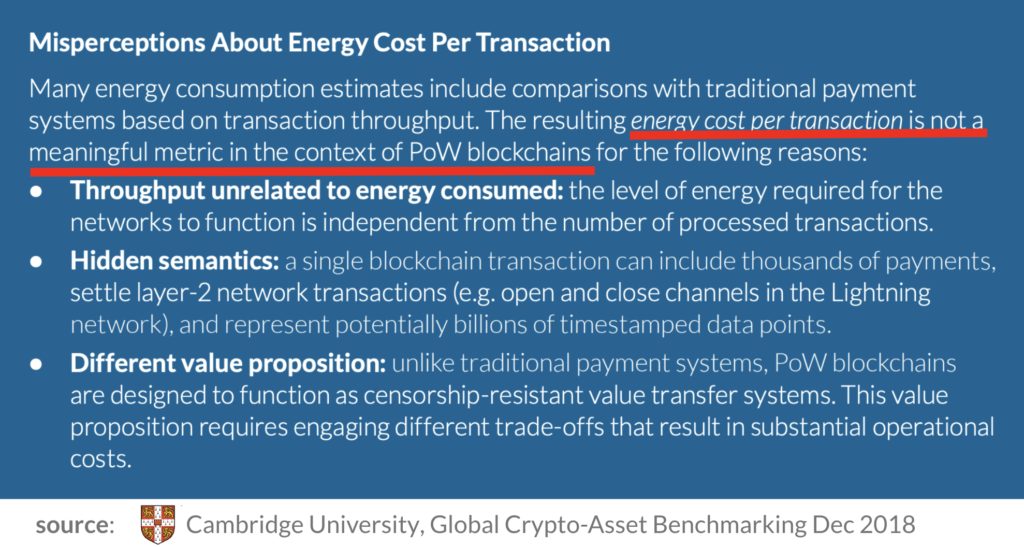 Misperceptions About Energy Cost Per Transaction
Many energy consumption estimates include comparisons with traditional payment
systems based on transaction throughput. The resulting energy cost per transaction is not a
meaningful metric in the context of PoW blockchains for the following reasons:
● Throughput unrelated to energy consumed: the level of energy required for the
networks to function is independent from the number of processed transactions.
● Hidden semantics: a single blockchain transaction can include thousands of payments,
settle layer-2 network transactions (e.g. open and close channels in the Lightning
network), and represent potentially billions of timestamped data points.
● Different value proposition: unlike traditional payment systems, PoW blockchains
are designed to function as censorship-resistant value transfer systems. This value
proposition requires engaging different trade-offs that result in substantial operational
costs.
source: Cambridge University, Global Crypto-Asset Benchmarking Dec 2018